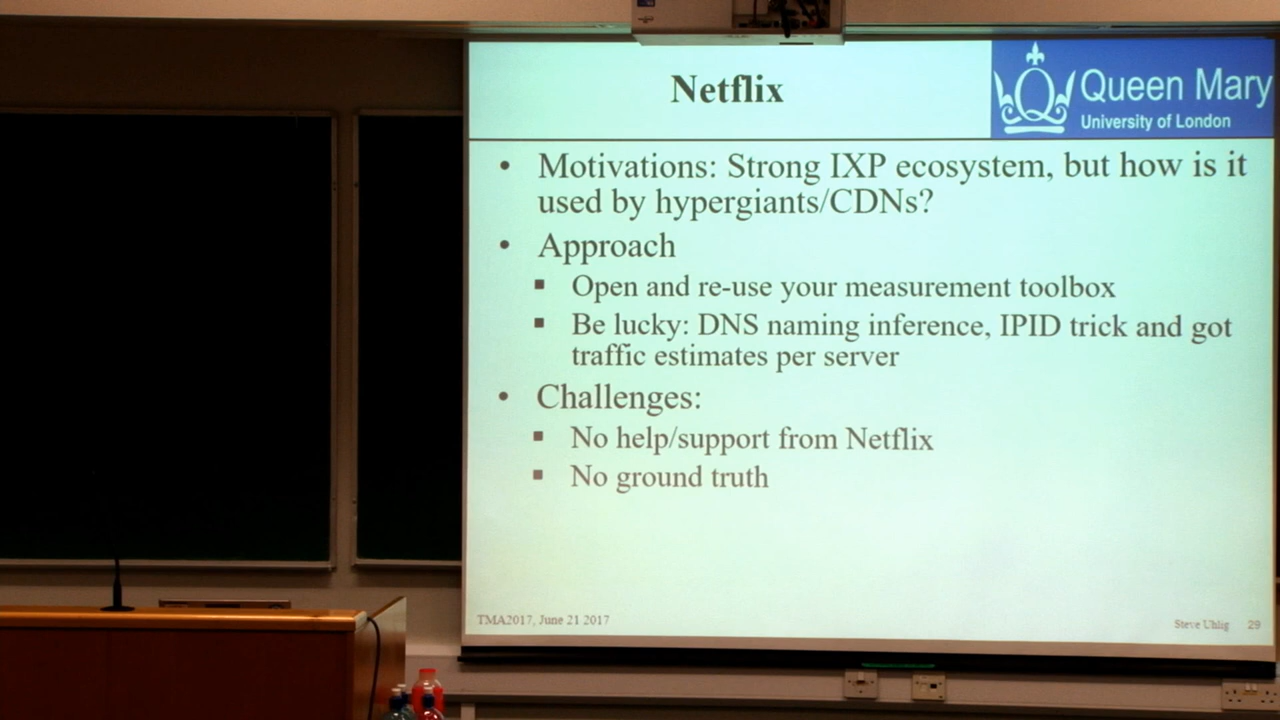 Netflix
Queen Mary
University of London
• Motivations: Strong IXP ecosystem, but how is it
used by hypergiants/CDNs?
• Approach
▪ Open and re-use your measurement toolbox
▪ Be lucky: DNS naming inference, IPID trick and got
traffic estimates per server
• Challenges:
▪ No help/support from Netflix
▪ No ground truth
TMA2017, June 21 2017
Steve Uhlig 29